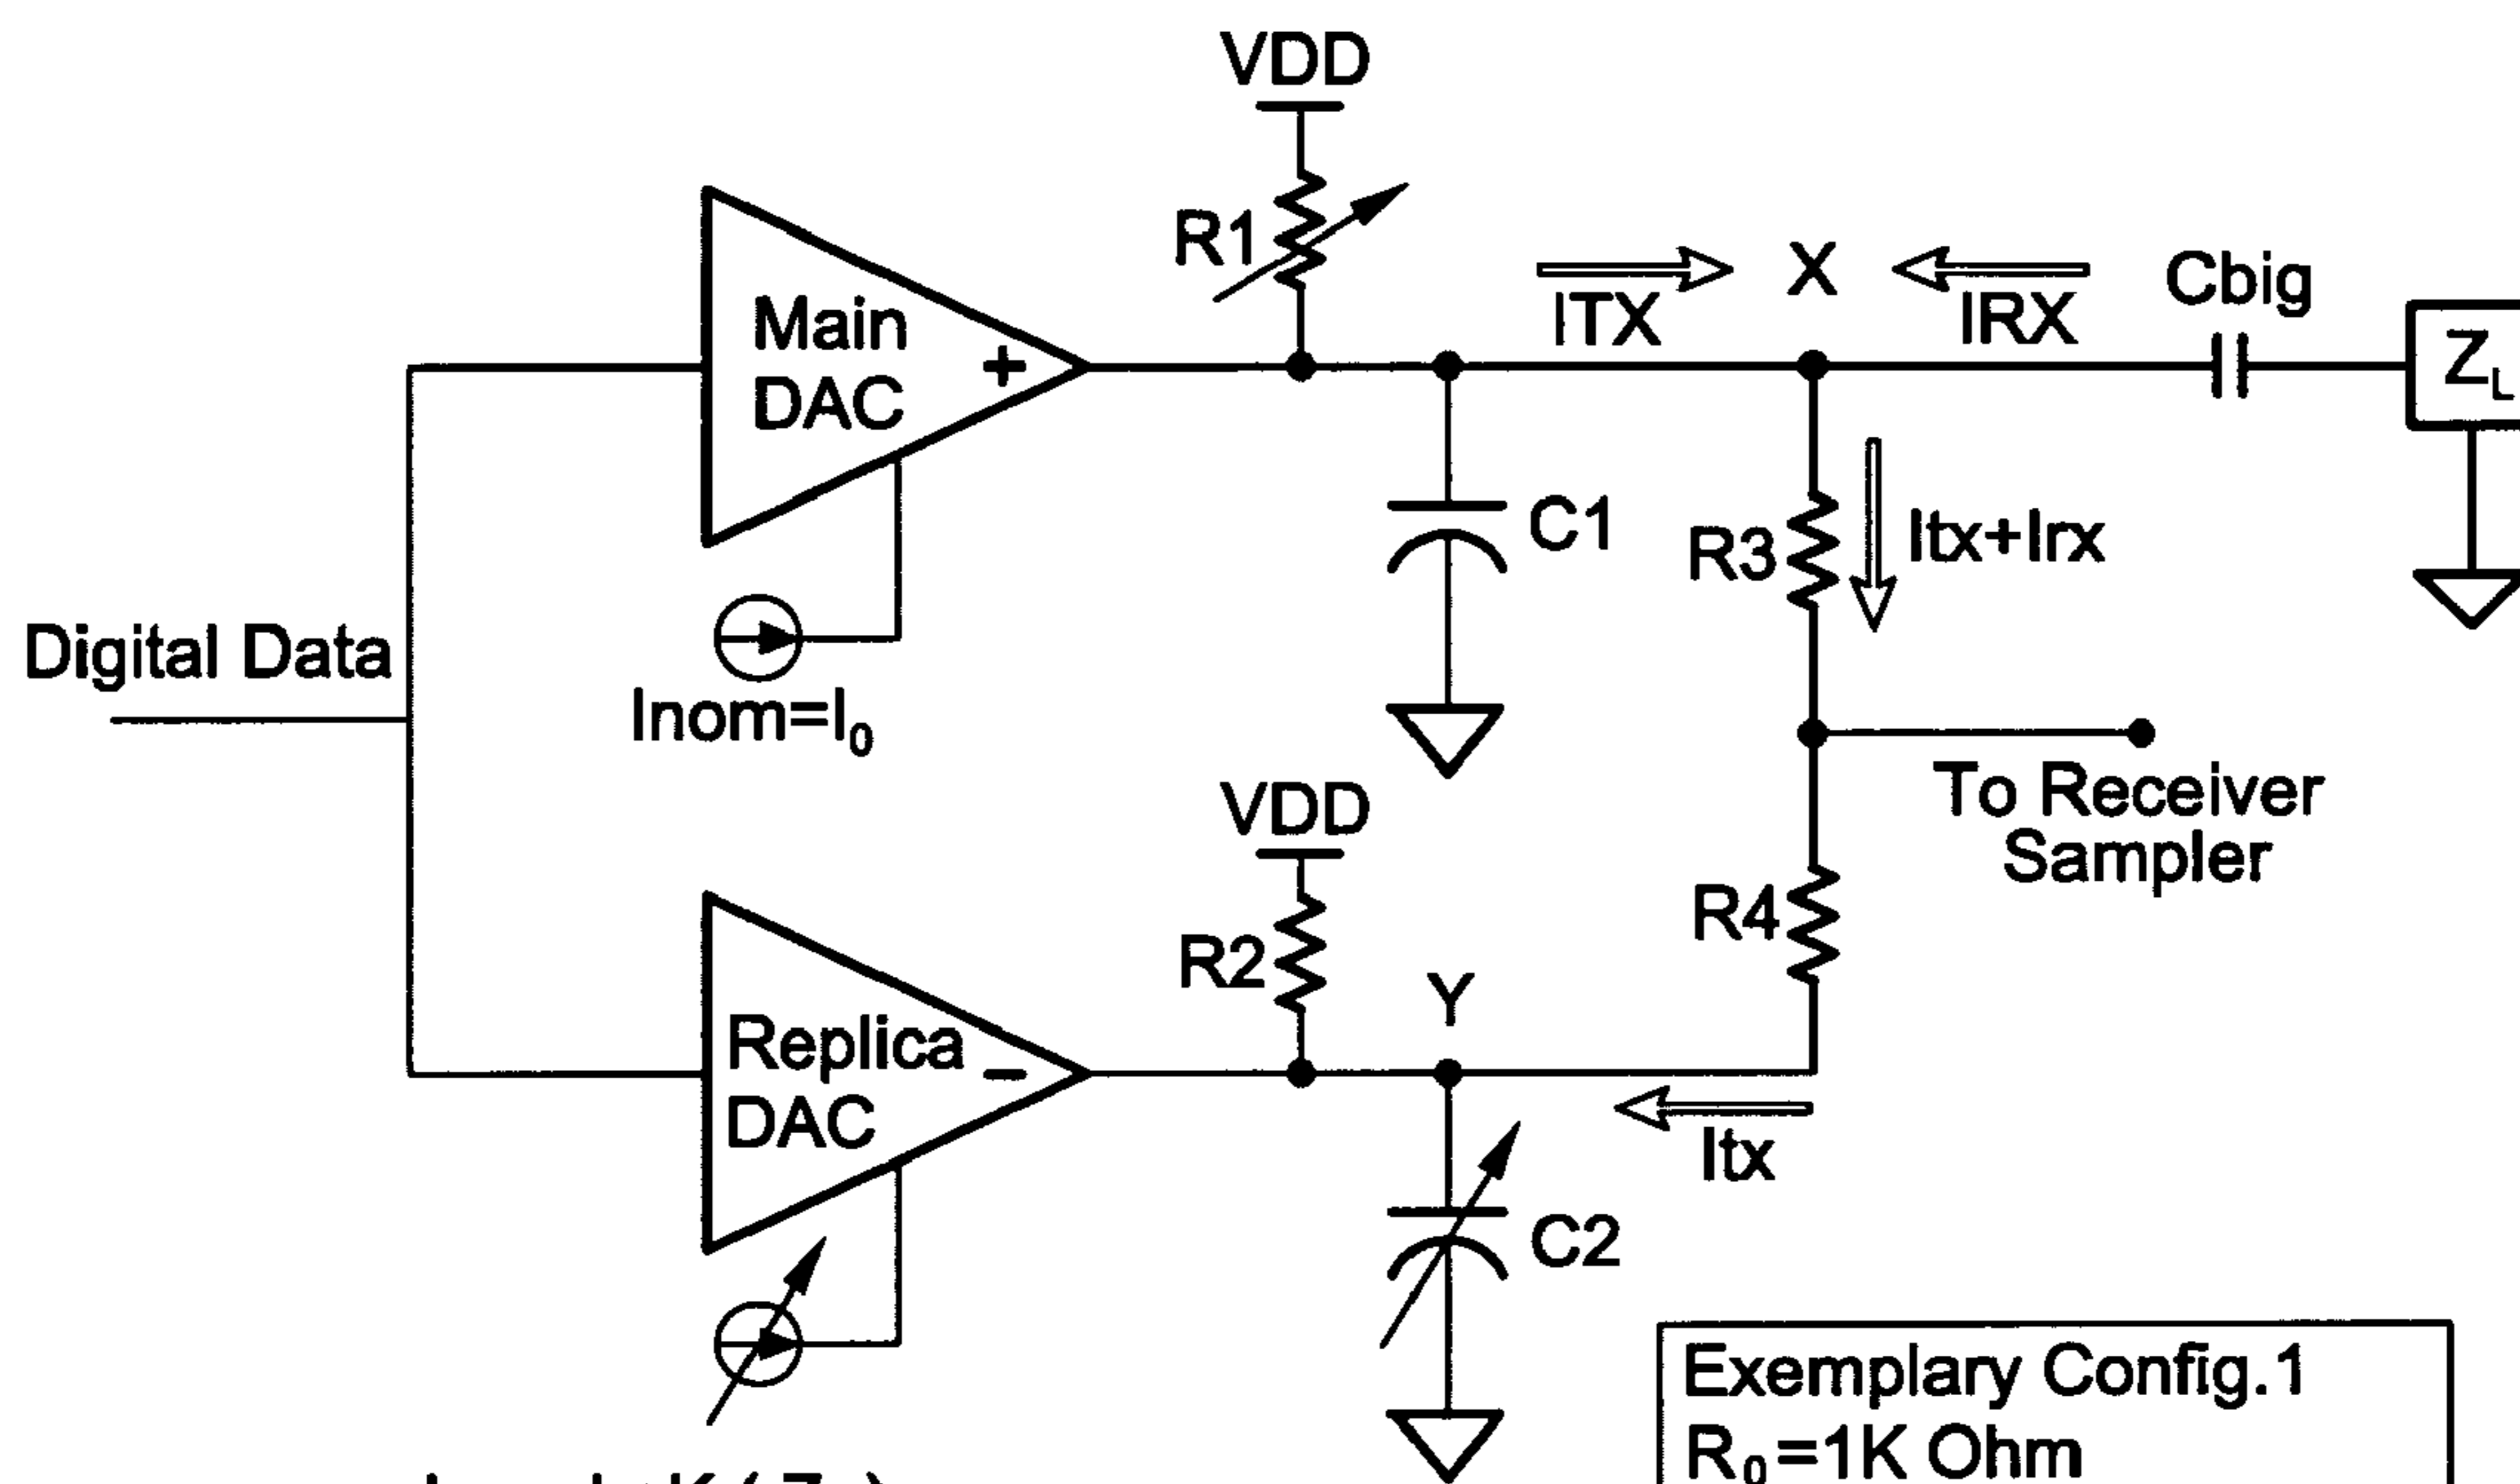 VDD
R1
Main
DAC
+
ITX
X
IRX
Cbig
ZL
C1
R3
Itx+Irx
Digital Data
Inom=I0
VDD
To Receiver
Sampler
R2
R4
Y
Replica
DAC
-
Itx
C2
Exemplary Config.1
R0=1K Ohm